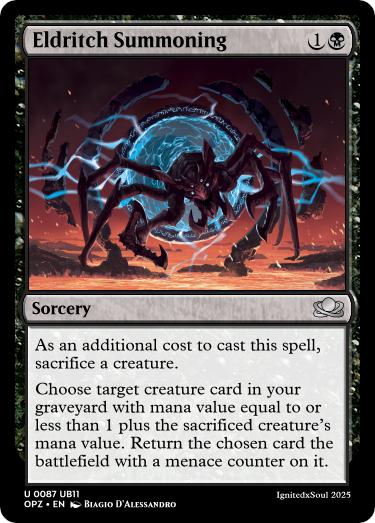 Eldritch Summoning 1
Sorcery
As an additional cost to cast this spell,
sacrifice a creature.
Choose target creature card in your
graveyard with mana value equal to or
less than 1 plus the sacrificed creature's
mana value. Return the chosen card the
battlefield with a menace counter on it.
U 0087 UB11
OPZ • EN Biagio D'Alessandro
IgnitedxSoul 2025